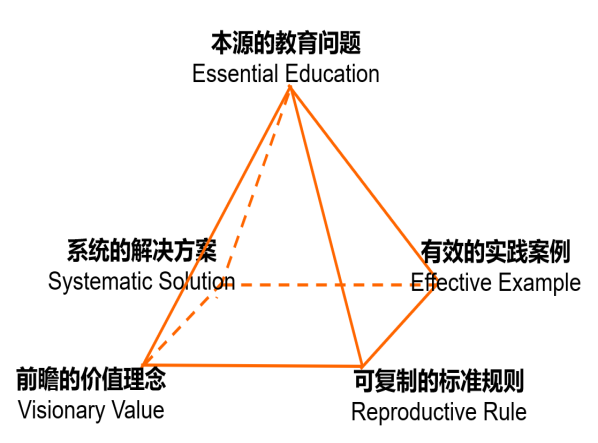 本源的教育问题
Essential Education
系统的解决方案
Systematic Solution
有效的实践案例
Effective Example
前瞻的价值理念
Visionary Value
可复制的标准规则
Reproductive Rule